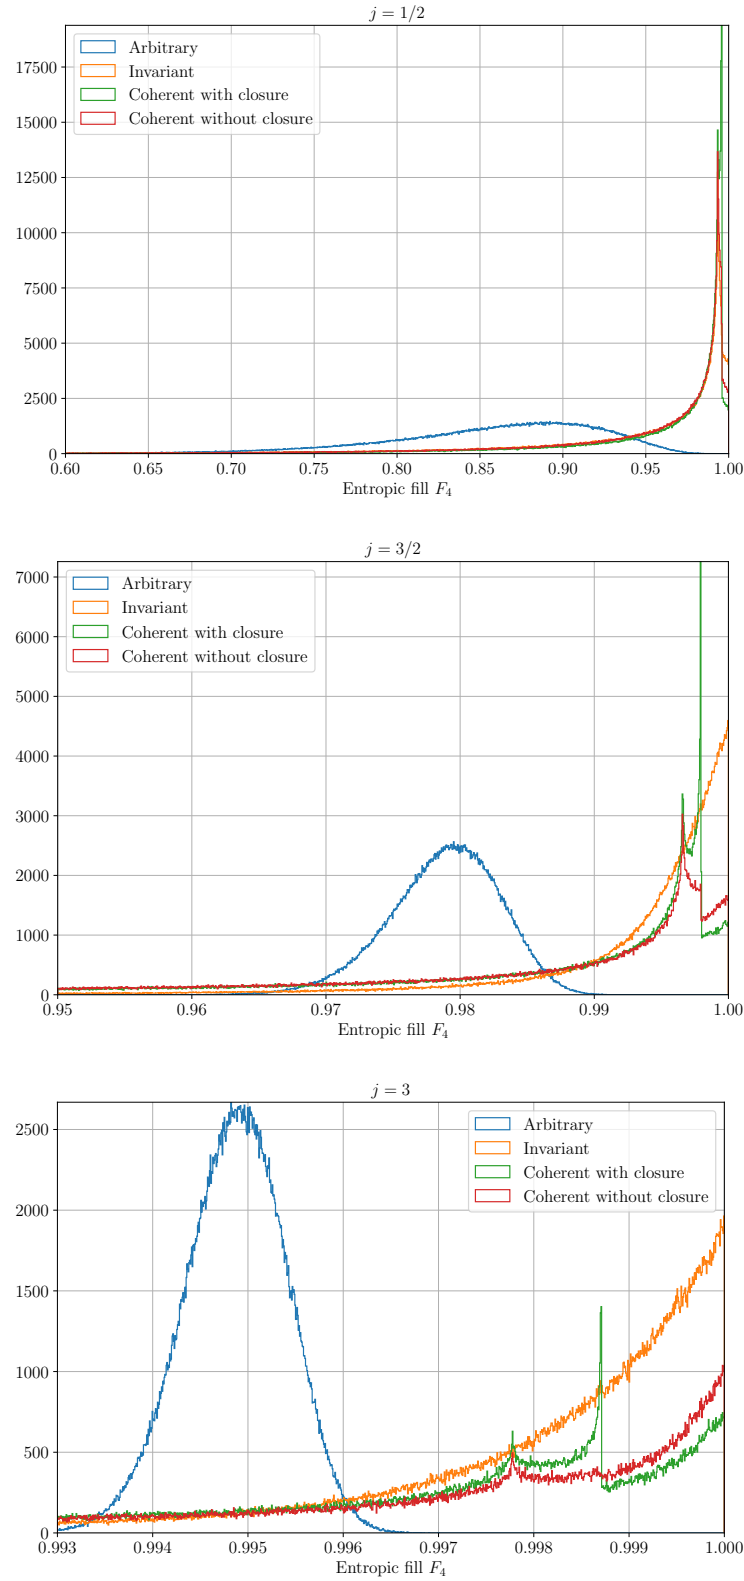 j = 1/2
17500
15000
12500
10000
7500
5000
2500
0
Arbitrary
Invariant
Coherent with closure
Coherent without closure
0.60 0.65 0.70 0.75 0.80 0.85 0.90 0.95 1.00
Entropic fill F₄
j = 3/2
7000
6000
5000
4000
3000
2000
1000
0
Arbitrary
Invariant
Coherent with closure
Coherent without closure
0.95 0.96 0.97 0.98 0.99 1.00
Entropic fill F₄
j = 3
2500
2000
1500
1000
500
0
Arbitrary
Invariant
Coherent with closure
Coherent without closure
0.993 0.994 0.995 0.996 0.997 0.998 0.999 1.000
Entropic fill F₄